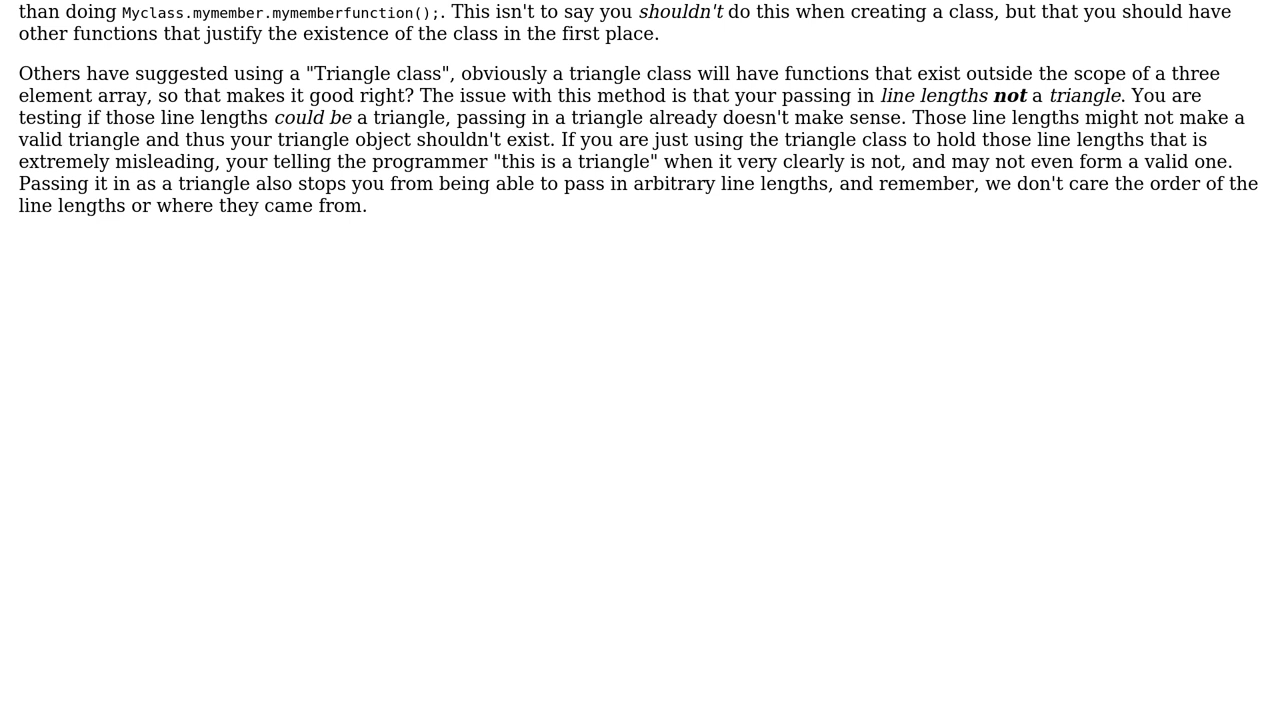 than doing Myclass.mymember.mymemberfunction();. This isn't to say you shouldn't do this when creating a class, but that you should have
other functions that justify the existence of the class in the first place.
Others have suggested using a "Triangle class", obviously a triangle class will have functions that exist outside the scope of a three
element array, so that makes it good right? The issue with this method is that your passing in line lengths not a triangle. You are
testing if those line lengths could be a triangle, passing in a triangle already doesn't make sense. Those line lengths might not make a
valid triangle and thus your triangle object shouldn't exist. If you are just using the triangle class to hold those line lengths that is
extremely misleading, your telling the programmer "this is a triangle" when it very clearly is not, and may not even form a valid one.
Passing it in as a triangle also stops you from being able to pass in arbitrary line lengths, and remember, we don't care the order of the
line lengths or where they came from.